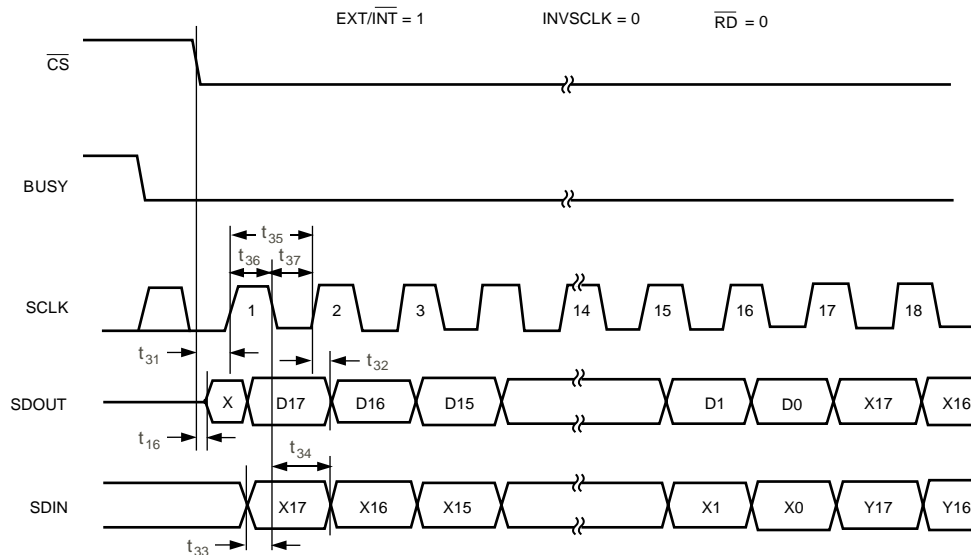 EXT/INT = 1 INVSCLK = 0 RD = 0
CS
BUSY
t35
t36 t37
SCLK 1 2 3 14 15 16 17 18
t31 t32
SDOUT X D17 D16 D15 D1 D0 X17 X16
t16 t34
SDIN X17 X16 X15 X1 X0 Y17 Y16
t33